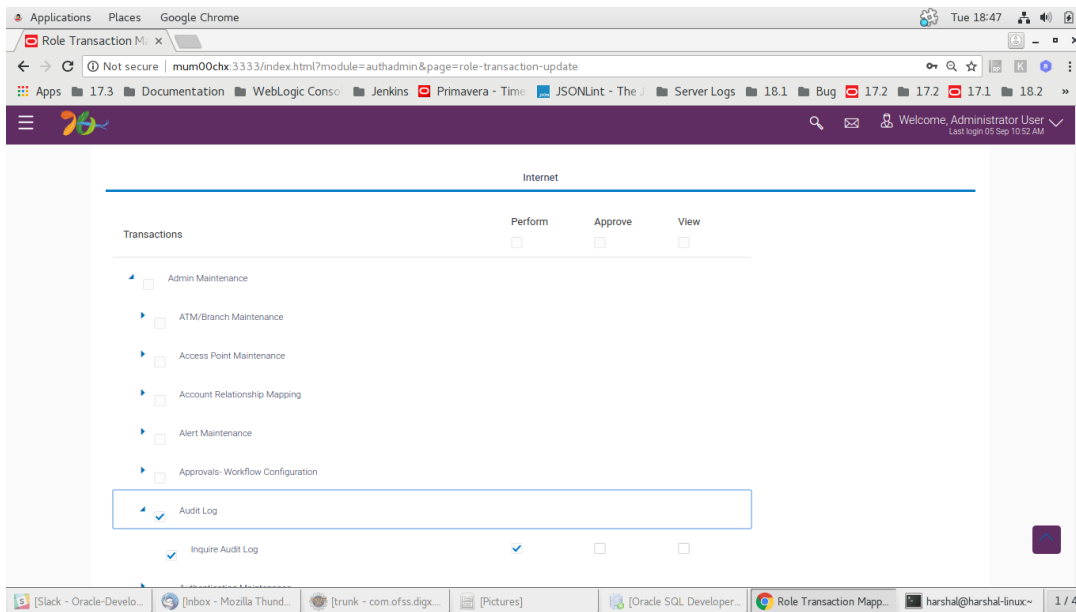 Applications Places Google Chrome Tue 18:47
Role Transaction Ma
Not secure | mum00chx:3333/index.html?module=authadmin&page=role-transaction-update
Apps 17.3 Documentation WebLogic Conso Jenkins Primavera - Time JSONLint - The J Server Logs 18.1 Bug 17.2 17.2 17.1 18.2 »
Welcome, Administrator User
Last login 05 Sep 10:52 AM
Internet
Transactions Perform Approve View
Admin Maintenance
ATM/Branch Maintenance
Access Point Maintenance
Account Relationship Mapping
Alert Maintenance
Approvals- Workflow Configuration
Audit Log
Inquire Audit Log
Authentication Maintenance
[Slack - Oracle-Develo... [Inbox - Mozilla Thund... [trunk - com.ofss.digx.... [Pictures] [Oracle SQL Developer... Role Transaction Mapp... harshal@harshal-linux:~ 1 / 4